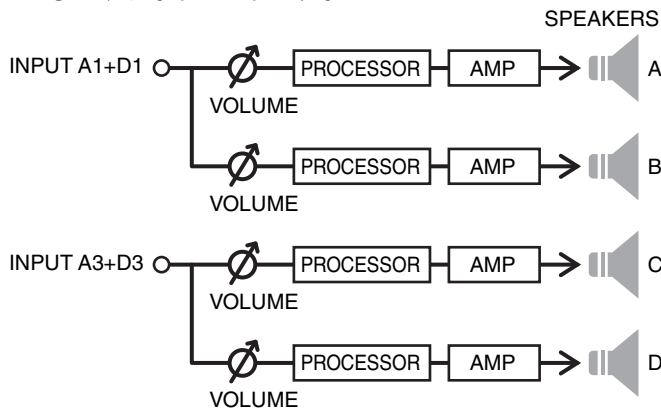 SPEAKERS
INPUT A1+D1
PROCESSOR
AMP
A
VOLUME
PROCESSOR
AMP
B
VOLUME
INPUT A3+D3
PROCESSOR
AMP
C
VOLUME
PROCESSOR
AMP
D
VOLUME